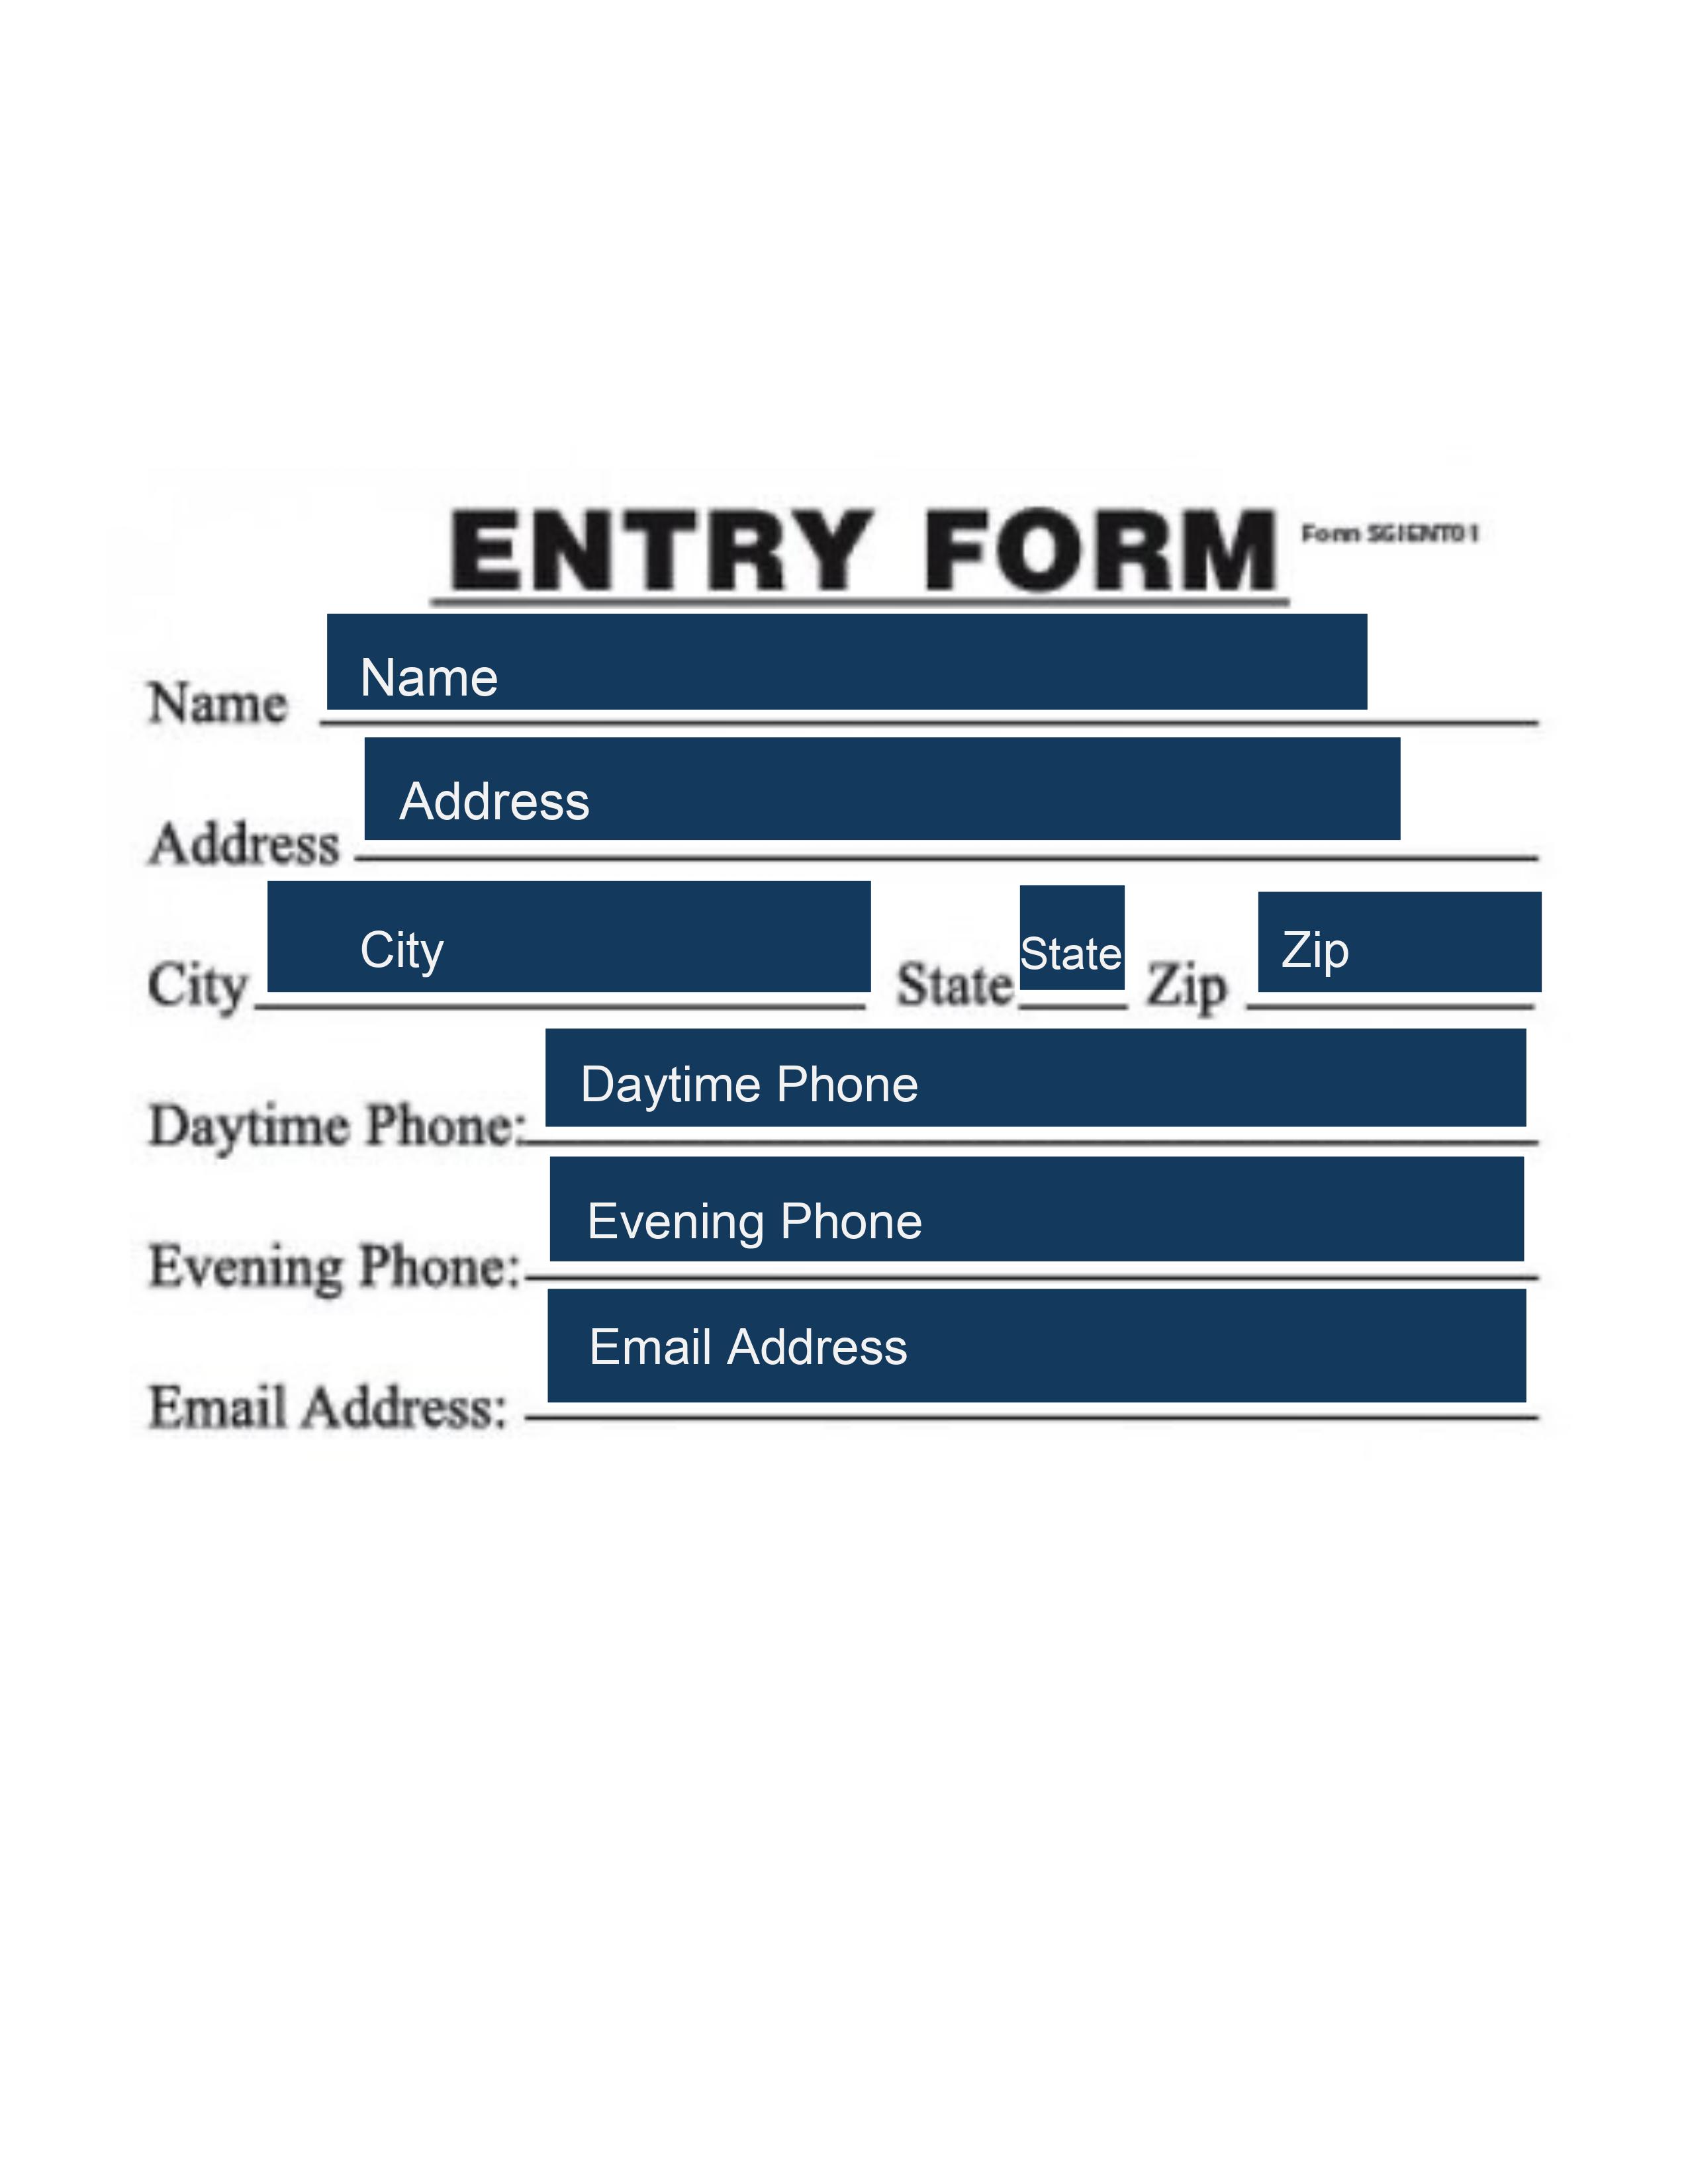 ENTRY FORM Form SGIENT01
Name Name
Address Address
City City State State Zip Zip
Daytime Phone: Daytime Phone
Evening Phone: Evening Phone
Email Address: Email Address